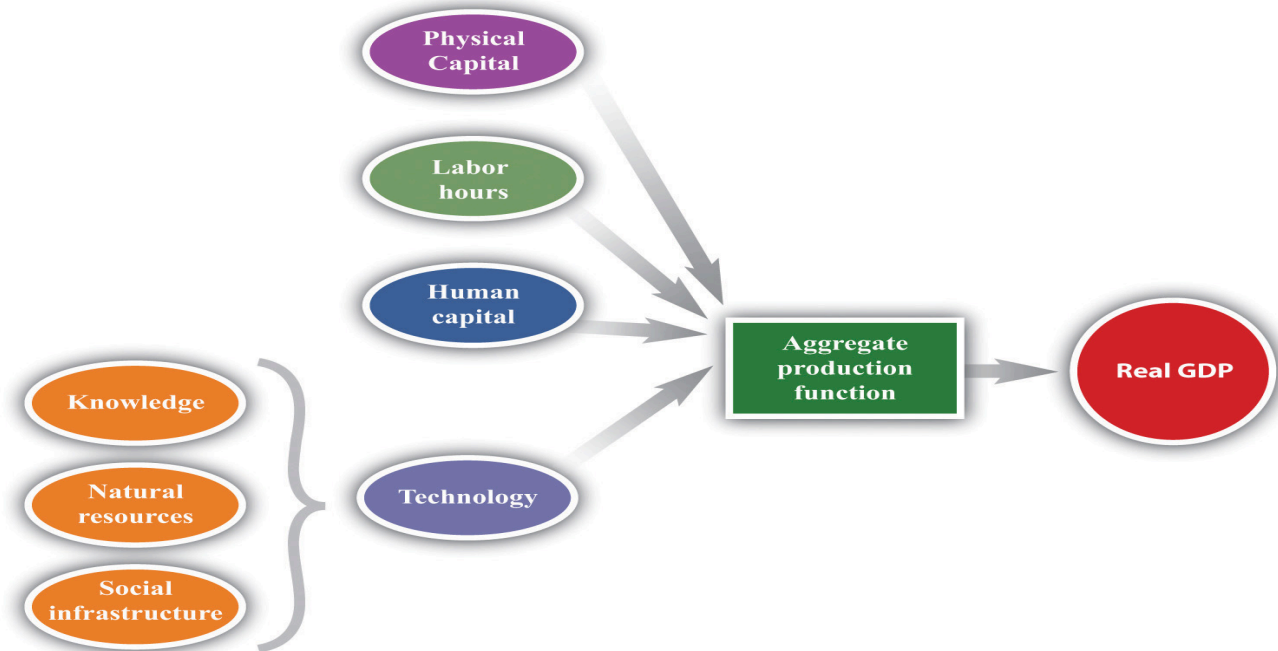 Physical
Capital
Labor
hours
Human
capital
Knowledge
Natural
resources
Social
infrastructure
Technology
Aggregate
production
function
Real GDP